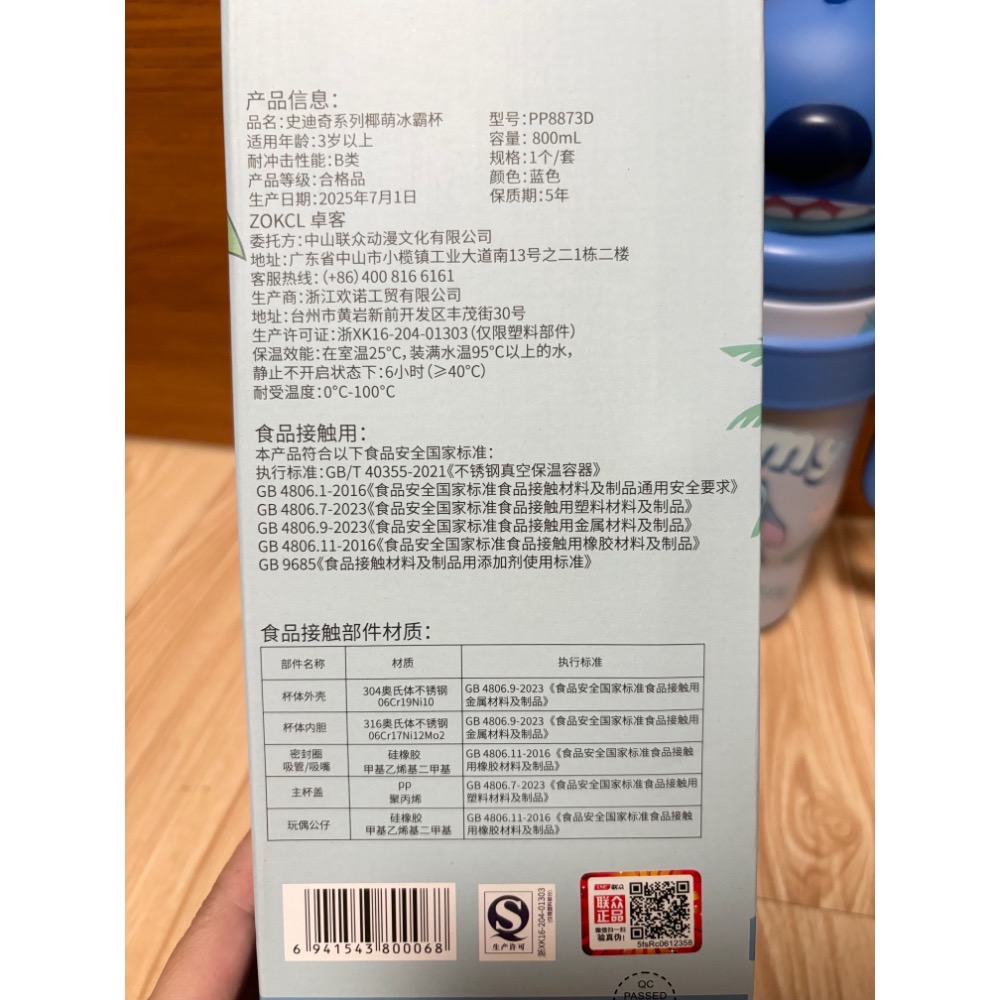 产品信息:
品名:史迪奇系列椰萌冰霸杯 型号:PP8873D
适用年龄:3岁以上 容量:800mL
耐冲击性能:B类 规格:1个/套
产品等级:合格品 颜色:蓝色
生产日期:2025年7月1日 保质期:5年
ZOKCL 卓客
委托方:中山联众动漫文化有限公司
地址:广东省中山市小榄镇工业大道南13号之二1栋二楼
客服热线:(+86)400 816 6161
生产商:浙江欢诺工贸有限公司
地址:台州市黄岩新前开发区丰茂街30号
生产许可证:浙XK16-204-01303(仅限塑料部件)
保温效能:在室温25℃,装满水温95℃以上的水,
静止不开启状态下:6小时(≥40℃)
耐受温度:0℃-100℃
食品接触用:
本产品符合以下食品安全国家标准:
执行标准:GB/T 40355-2021《不锈钢真空保温容器》
GB 4806.1-2016《食品安全国家标准食品接触材料及制品通用安全要求》
GB 4806.7-2023《食品安全国家标准食品接触用塑料材料及制品》
GB 4806.9-2023《食品安全国家标准食品接触用金属材料及制品》
GB 4806.11-2016《食品安全国家标准食品接触用橡胶材料及制品》
GB 9685《食品接触材料及制品用添加剂使用标准》
食品接触部件材质:
部件名称 材质 执行标准
杯体外壳 304奥氏体不锈钢 06Cr19Ni10 GB 4806.9-2023《食品安全国家标准食品接触用金属材料及制品》
杯体内胆 316奥氏体不锈钢 06Cr17Ni12Mo2 GB 4806.9-2023《食品安全国家标准食品接触用金属材料及制品》
密封圈 吸管/吸嘴 硅橡胶 甲基乙烯基二甲基 GB 4806.11-2016《食品安全国家标准食品接触用橡胶材料及制品》
主杯盖 PP 聚丙烯 GB 4806.7-2023《食品安全国家标准食品接触用塑料材料及制品》
玩偶公仔 硅橡胶 甲基乙烯基二甲基 GB 4806.11-2016《食品安全国家标准食品接触用橡胶材料及制品》
6 941543 800068
生产许可
浙XK16-204-01303
联众
联众正品
微信扫一扫
验真伪!
5fsRc0612358
QC
PASSED
my